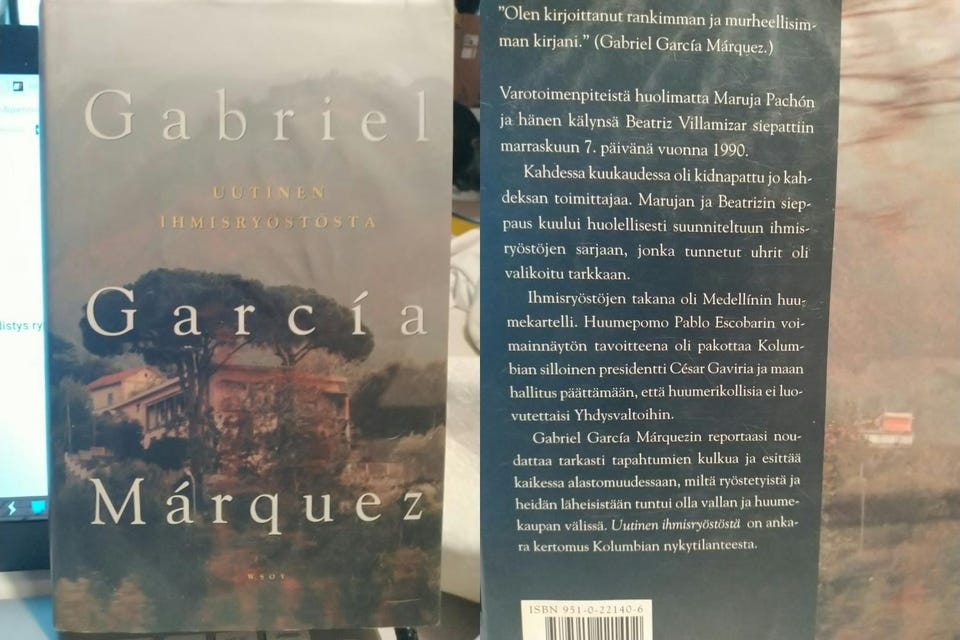 Gabriel
UUTINEN
IHMISRYÖSTÖSTÄ
García
Márquez
WSOY
”Olen kirjoittanut rankimman ja murheellisim-
man kirjani.” (Gabriel García Márquez.)
Varotoimenpiteistä huolimatta Maruja Pachón
ja hänen kälynsä Beatriz Villamizar siepattiin
marraskuun 7. päivänä vuonna 1990.
Kahdessa kuukaudessa oli kidnapattu jo kah-
deksan toimittajaa. Marujan ja Beatrizin siep-
paus kuului huolellisesti suunniteltuun ihmis-
ryöstöjen sarjaan, jonka tunnetut uhrit oli
valikoitu tarkkaan.
Ihmisryöstöjen takana oli Medellínin huu-
mekartelli. Huumepomo Pablo Escobarin voi-
mainnäytön tavoitteena oli pakottaa Kolum-
bian silloinen presidentti César Gaviria ja maan
hallitus päättämään, että huumerikollisia ei luo-
vutettaisi Yhdysvaltoihin.
Gabriel García Márquezin reportaasi nou-
dattaa tarkasti tapahtumien kulkua ja esittää
kaikessa alastomuudessaan, miltä ryöstetyistä ja
heidän läheisistään tuntui olla vallan ja huume-
kaupan välissä. Uutinen ihmisryöstöstä on anka-
ra kertomus Kolumbian nykytilanteesta.
ISBN 951-0-22140-6